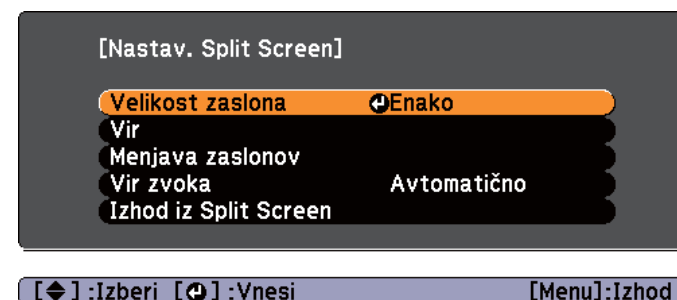 [Nastav. Split Screen]
Velikost zaslona Enako
Vir
Menjava zaslonov
Vir zvoka Avtomatično
Izhod iz Split Screen
[◆] :Izberi [↵] :Vnesi [Menu]:Izhod